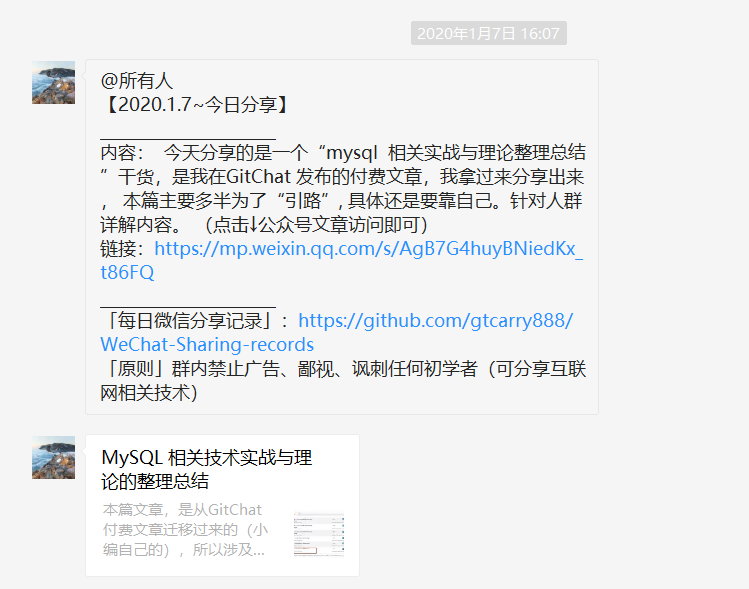 2020年1月7日 16:07
@所有人
【2020.1.7~今日分享】
____________________
内容：  今天分享的是一个“mysql  相关实战与理论整理总结
”干货，是我在GitChat 发布的付费文章，我拿过来分享出来
， 本篇主要多半为了“引路”, 具体还是要靠自己。针对人群
详解内容。 （点击↓公众号文章访问即可）
链接：https://mp.weixin.qq.com/s/AgB7G4huyBNiedKx_
t86FQ
____________________
「每日微信分享记录」：https://github.com/gtcarry888/
WeChat-Sharing-records
「原则」群内禁止广告、鄙视、讽刺任何初学者（可分享互联
网相关技术）
MySQL 相关技术实战与理
论的整理总结
本篇文章，是从GitChat
付费文章迁移过来的（小
编自己的），所以涉及...